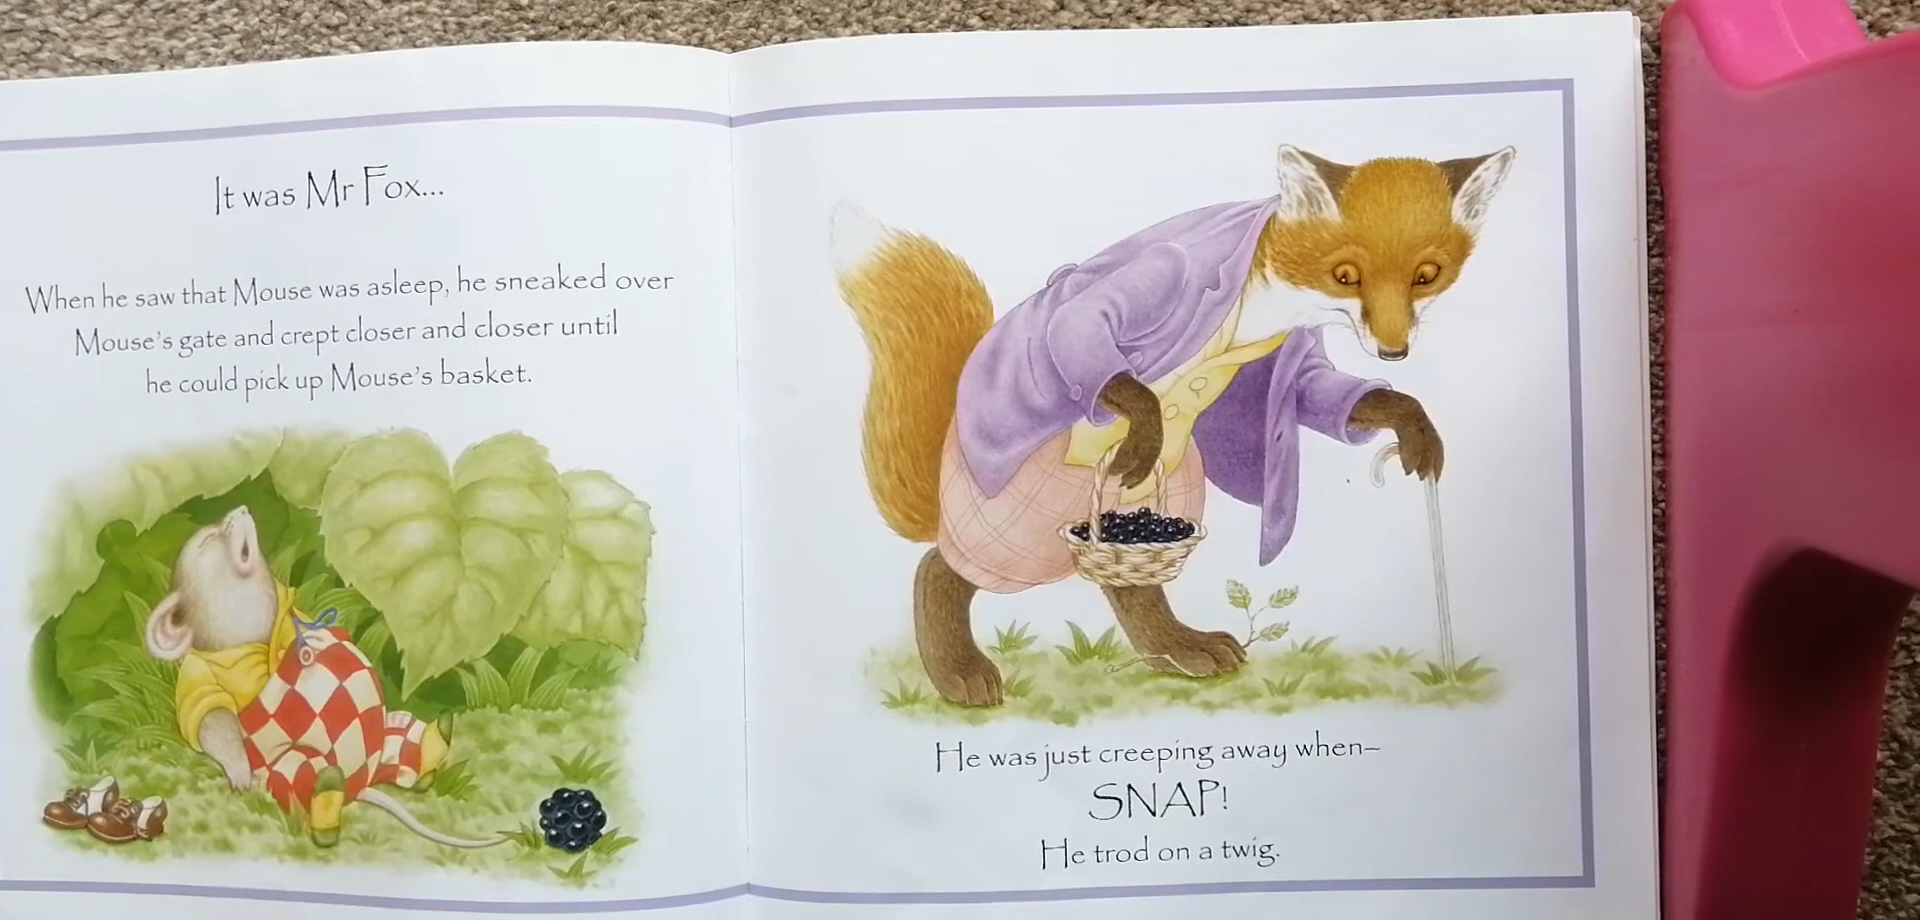 It was Mr Fox...
When he saw that Mouse was asleep, he sneaked over
Mouse's gate and crept closer and closer until
he could pick up Mouse's basket.
He was just creeping away when–
SNAP!
He trod on a twig.